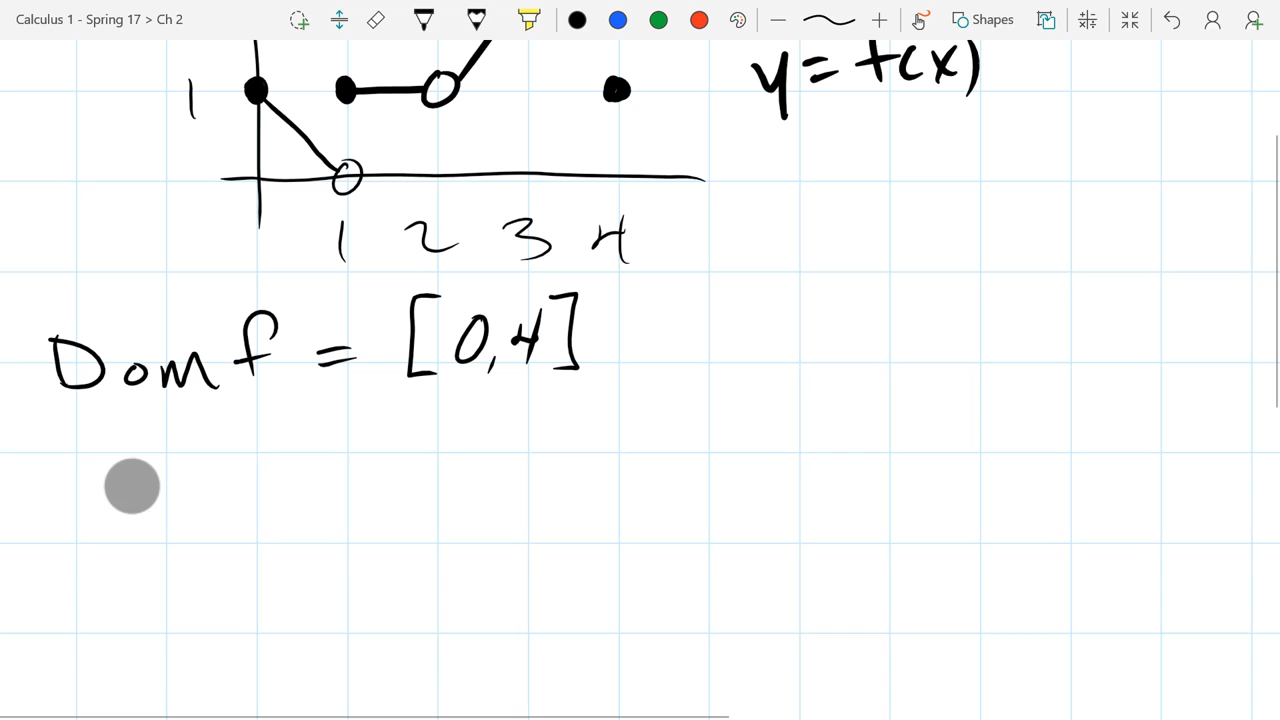 Calculus 1 - Spring 17 > Ch 2
Shapes
y = f(x)
1
1 2 3 4
Dom f = [0,4]